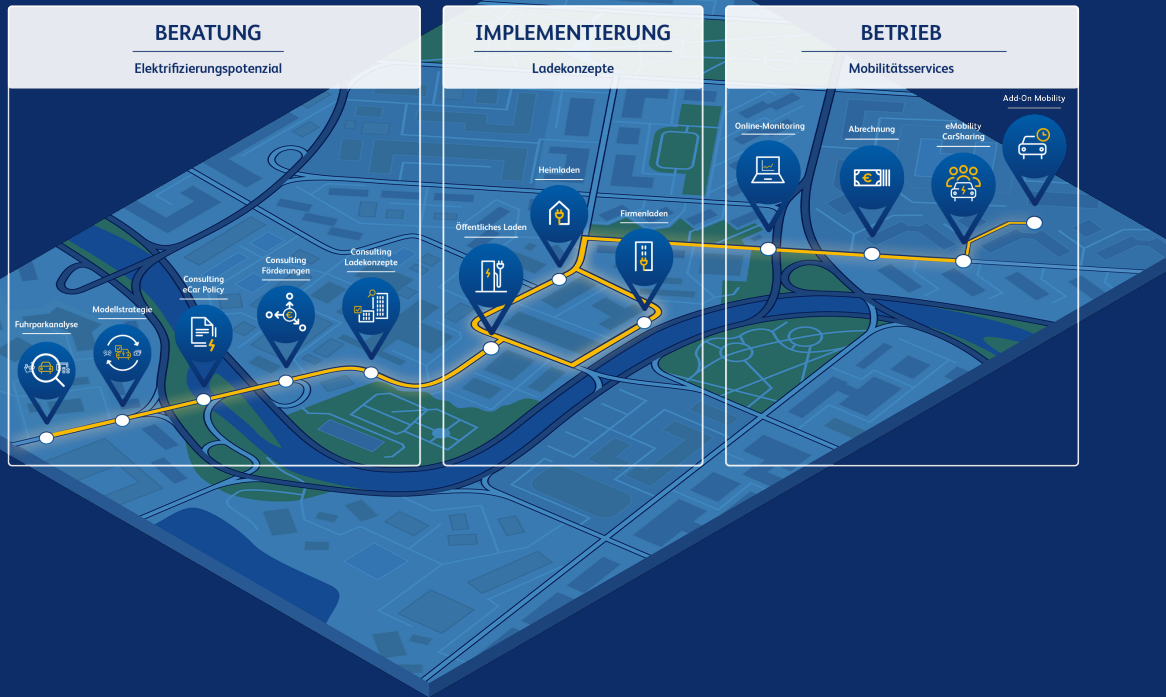 BERATUNG
Elektrifizierungspotenzial
Fuhrparkanalyse
Modellstrategie
Consulting
eCar Policy
Consulting
Förderungen
Consulting
Ladekonzepte
IMPLEMENTIERUNG
Ladekonzepte
Öffentliches Laden
Heimladen
Firmenladen
BETRIEB
Mobilitätsservices
Online-Monitoring
Abrechnung
eMobility
CarSharing
Add-On Mobility